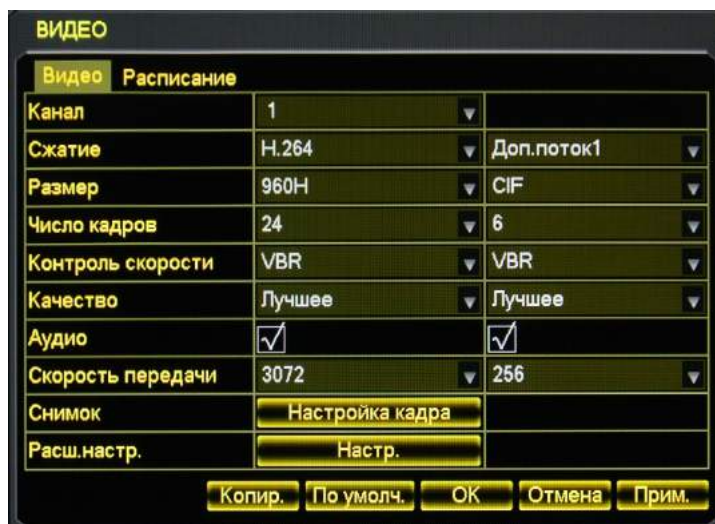 ВИДЕО
Видео Расписание
Канал 1
Сжатие H.264 Доп.поток1
Размер 960H CIF
Число кадров 24 6
Контроль скорости VBR VBR
Качество Лучшее Лучшее
Аудио
Скорость передачи 3072 256
Снимок Настройка кадра
Расш.настр. Настр.
Копир. По умолч. OK Отмена Прим.